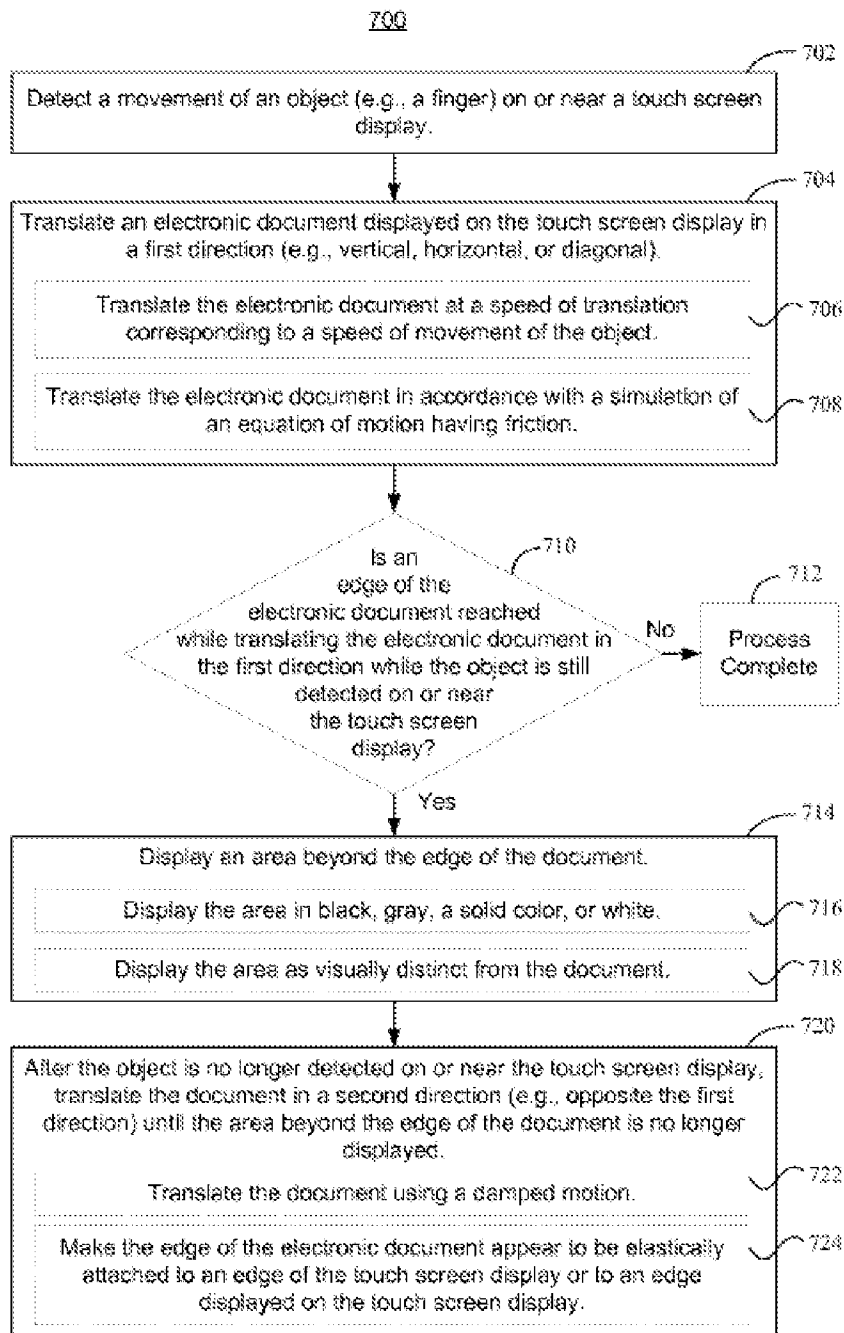 700
702
Detect a movement of an object (e.g., a finger) on or near a touch screen
display.
704
Translate an electronic document displayed on the touch screen display in
a first direction (e.g., vertical, horizontal, or diagonal).
Translate the electronic document at a speed of translation
corresponding to a speed of movement of the object.
706
Translate the electronic document in accordance with a simulation of
an equation of motion having friction.
708
710
Is an
edge of the
electronic document reached
while translating the electronic document in
the first direction while the object is still
detected on or near
the touch screen
display?
No
712
Process
Complete
Yes
714
Display an area beyond the edge of the document.
Display the area in black, gray, a solid color, or white.
716
Display the area as visually distinct from the document.
718
720
After the object is no longer detected on or near the touch screen display,
translate the document in a second direction (e.g., opposite the first
direction) until the area beyond the edge of the document is no longer
displayed.
Translate the document using a damped motion.
722
Make the edge of the electronic document appear to be elastically
attached to an edge of the touch screen display or to an edge
displayed on the touch screen display.
724